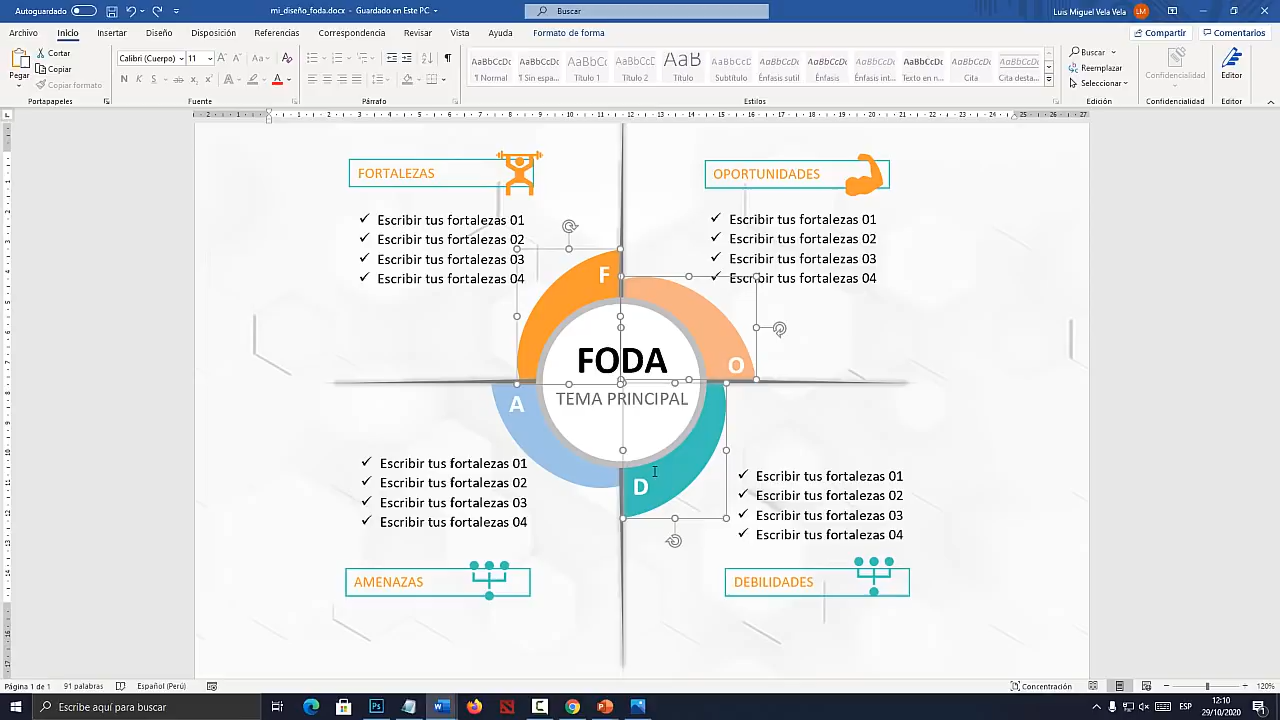 Autoguardado
mi_diseño_foda.docx - Guardado en Este PC
Buscar
Luis Miguel Vela Vela
LM
Archivo Inicio Insertar Diseño Disposición Referencias Correspondencia Revisar Vista Ayuda Formato de forma
Compartir Comentarios
Pegar
Cortar
Copiar
Copiar formato
Portapapeles
Calibri (Cuerpo) 11
Fuente
Párrafo
¶ Normal
¶ Sin espa...
Título 1
Título 2
Título
Subtítulo
Énfasis sutil
Énfasis
Énfasis int...
Texto en n...
Cita
Cita desta...
Estilos
Buscar
Reemplazar
Seleccionar
Edición
Confidencialidad
Confidencialidad
Editor
Editor
FORTALEZAS
OPORTUNIDADES
Escribir tus fortalezas 01
Escribir tus fortalezas 02
Escribir tus fortalezas 03
Escribir tus fortalezas 04
Escribir tus fortalezas 01
Escribir tus fortalezas 02
Escribir tus fortalezas 03
Escribir tus fortalezas 04
F
O
FODA
TEMA PRINCIPAL
A
D
Escribir tus fortalezas 01
Escribir tus fortalezas 02
Escribir tus fortalezas 03
Escribir tus fortalezas 04
Escribir tus fortalezas 01
Escribir tus fortalezas 02
Escribir tus fortalezas 03
Escribir tus fortalezas 04
AMENAZAS
DEBILIDADES
Página 1 de 1 91 palabras Español (Perú)
Concentración
120%
Escribe aquí para buscar
ESP
12:10
29/10/2020